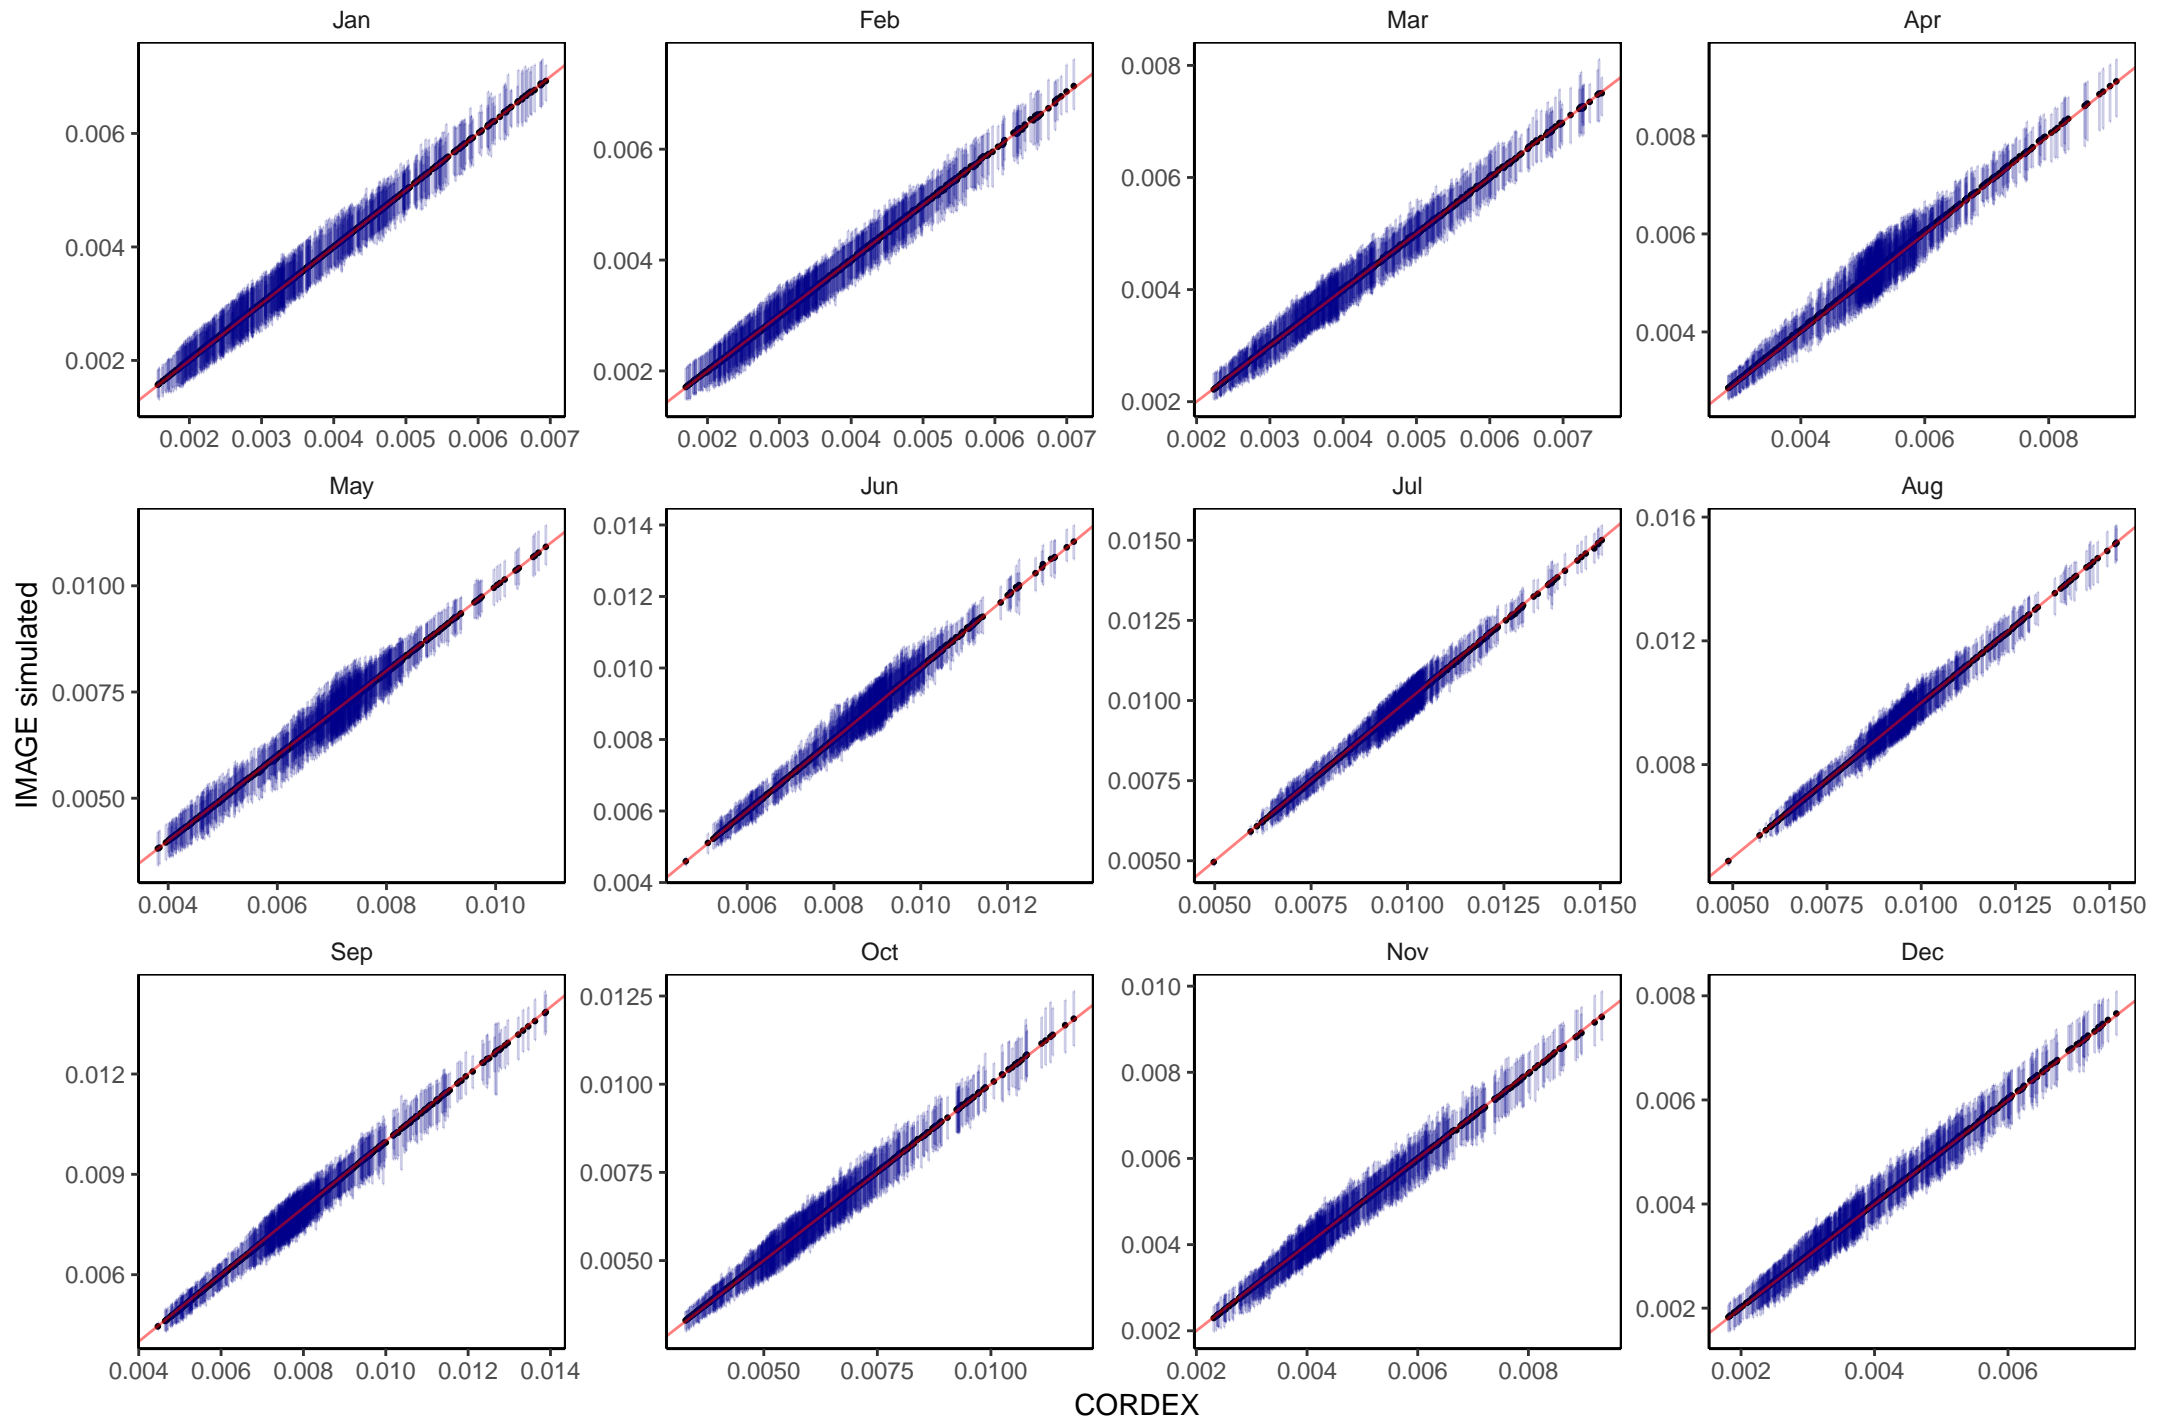 Jan Feb Mar Apr
0.006
0.004
0.002
0.002 0.003 0.004 0.005 0.006 0.007
0.006
0.004
0.002
0.002 0.003 0.004 0.005 0.006 0.007
0.008
0.006
0.004
0.002
0.002 0.003 0.004 0.005 0.006 0.007
0.008
0.006
0.004
0.004 0.006 0.008
May Jun Jul Aug
0.0100
0.0075
0.0050
0.004 0.006 0.008 0.010
0.014
0.012
0.010
0.008
0.006
0.004
0.006 0.008 0.010 0.012
0.0150
0.0125
0.0100
0.0075
0.0050
0.0050 0.0075 0.0100 0.0125 0.0150
0.016
0.012
0.008
0.0050 0.0075 0.0100 0.0125 0.0150
Sep Oct Nov Dec
0.012
0.009
0.006
0.004 0.006 0.008 0.010 0.012 0.014
0.0125
0.0100
0.0075
0.0050
0.0050 0.0075 0.0100
0.010
0.008
0.006
0.004
0.002
0.002 0.004 0.006 0.008
0.008
0.006
0.004
0.002
0.002 0.004 0.006
IMAGE simulated
CORDEX